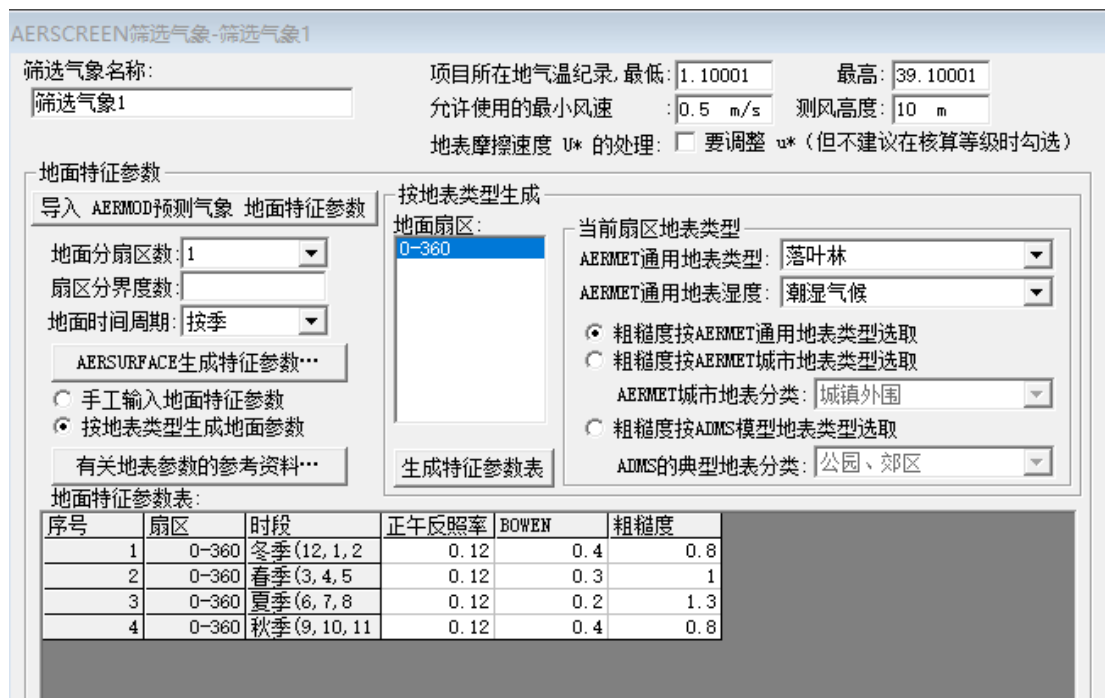 AERSCREEN筛选气象-筛选气象1
筛选气象名称:
筛选气象1
项目所在地气温纪录,最低: 1.10001 最高: 39.10001
允许使用的最小风速 : 0.5 m/s 测风高度: 10 m
地表摩擦速度 U* 的处理: 要调整 u*(但不建议在核算等级时勾选)
地面特征参数
导入 AERMOD预测气象 地面特征参数
地面分扇区数: 1
扇区分界度数:
地面时间周期: 按季
AERSURFACE生成特征参数…
手工输入地面特征参数
按地表类型生成地面参数
有关地表参数的参考资料…
按地表类型生成
地面扇区:
0-360
生成特征参数表
当前扇区地表类型
AERMET通用地表类型: 落叶林
AERMET通用地表湿度: 潮湿气候
粗糙度按AERMET通用地表类型选取
粗糙度按AERMET城市地表类型选取
AERMET城市地表分类: 城镇外围
粗糙度按ADMS模型地表类型选取
ADMS的典型地表分类: 公园、郊区
地面特征参数表:
序号 扇区 时段 正午反照率 BOWEN 粗糙度
1 0-360 冬季(12,1,2 0.12 0.4 0.8
2 0-360 春季(3,4,5 0.12 0.3 1
3 0-360 夏季(6,7,8 0.12 0.2 1.3
4 0-360 秋季(9,10,11 0.12 0.4 0.8